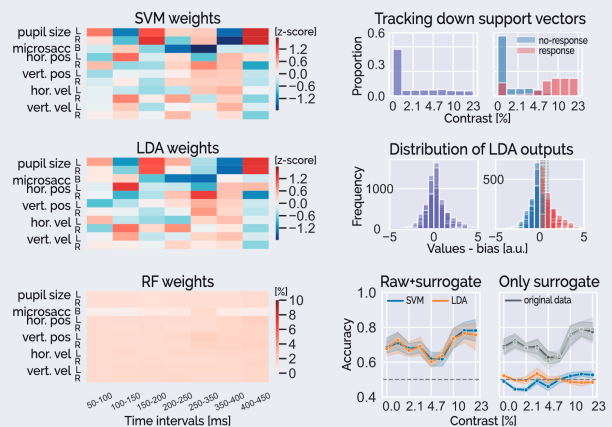 SVM weights
pupil size L
R
microsacc B
hor. pos L
R
vert. pos L
R
hor. vel L
R
vert. vel L
R
[z-score]
1.2
0.6
0.0
−0.6
−1.2
LDA weights
pupil size L
R
microsacc B
hor. pos L
R
vert. pos L
R
hor. vel L
R
vert. vel L
R
[z-score]
1.2
0.6
0.0
−0.6
−1.2
RF weights
pupil size L
R
microsacc B
hor. pos L
R
vert. pos L
R
hor. vel L
R
vert. vel L
R
[%]
10
8
6
4
2
0
50-100 100-150 150-200 200-250 250-350 350-400 400-450
Time intervals [ms]
Tracking down support vectors
Proportion
0.6
0.3
0.0
no-response
response
0 2.1 4.7 10 23 0 2.1 4.7 10 23
Contrast [%]
Distribution of LDA outputs
Frequency
1000
0
500
−5 0 5 0 5
Values - bias [a.u.]
Raw+surrogate Only surrogate
Accuracy
1.0
0.8
0.6
0.4
SVM LDA
original data
0.0 2.1 4.7 10 23 0.0 2.1 4.7 10 23
Contrast [%]